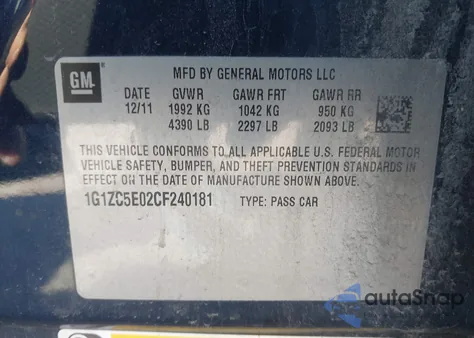 GM
MFD BY GENERAL MOTORS LLC
DATE GVWR GAWR FRT GAWR RR
12/11 1992 KG 1042 KG 950 KG
4390 LB 2297 LB 2093 LB
THIS VEHICLE CONFORMS TO ALL APPLICABLE U.S. FEDERAL MOTOR
VEHICLE SAFETY, BUMPER, AND THEFT PREVENTION STANDARDS IN
EFFECT ON THE DATE OF MANUFACTURE SHOWN ABOVE.
1G1ZC5E02CF240181 TYPE: PASS CAR
autoSnap